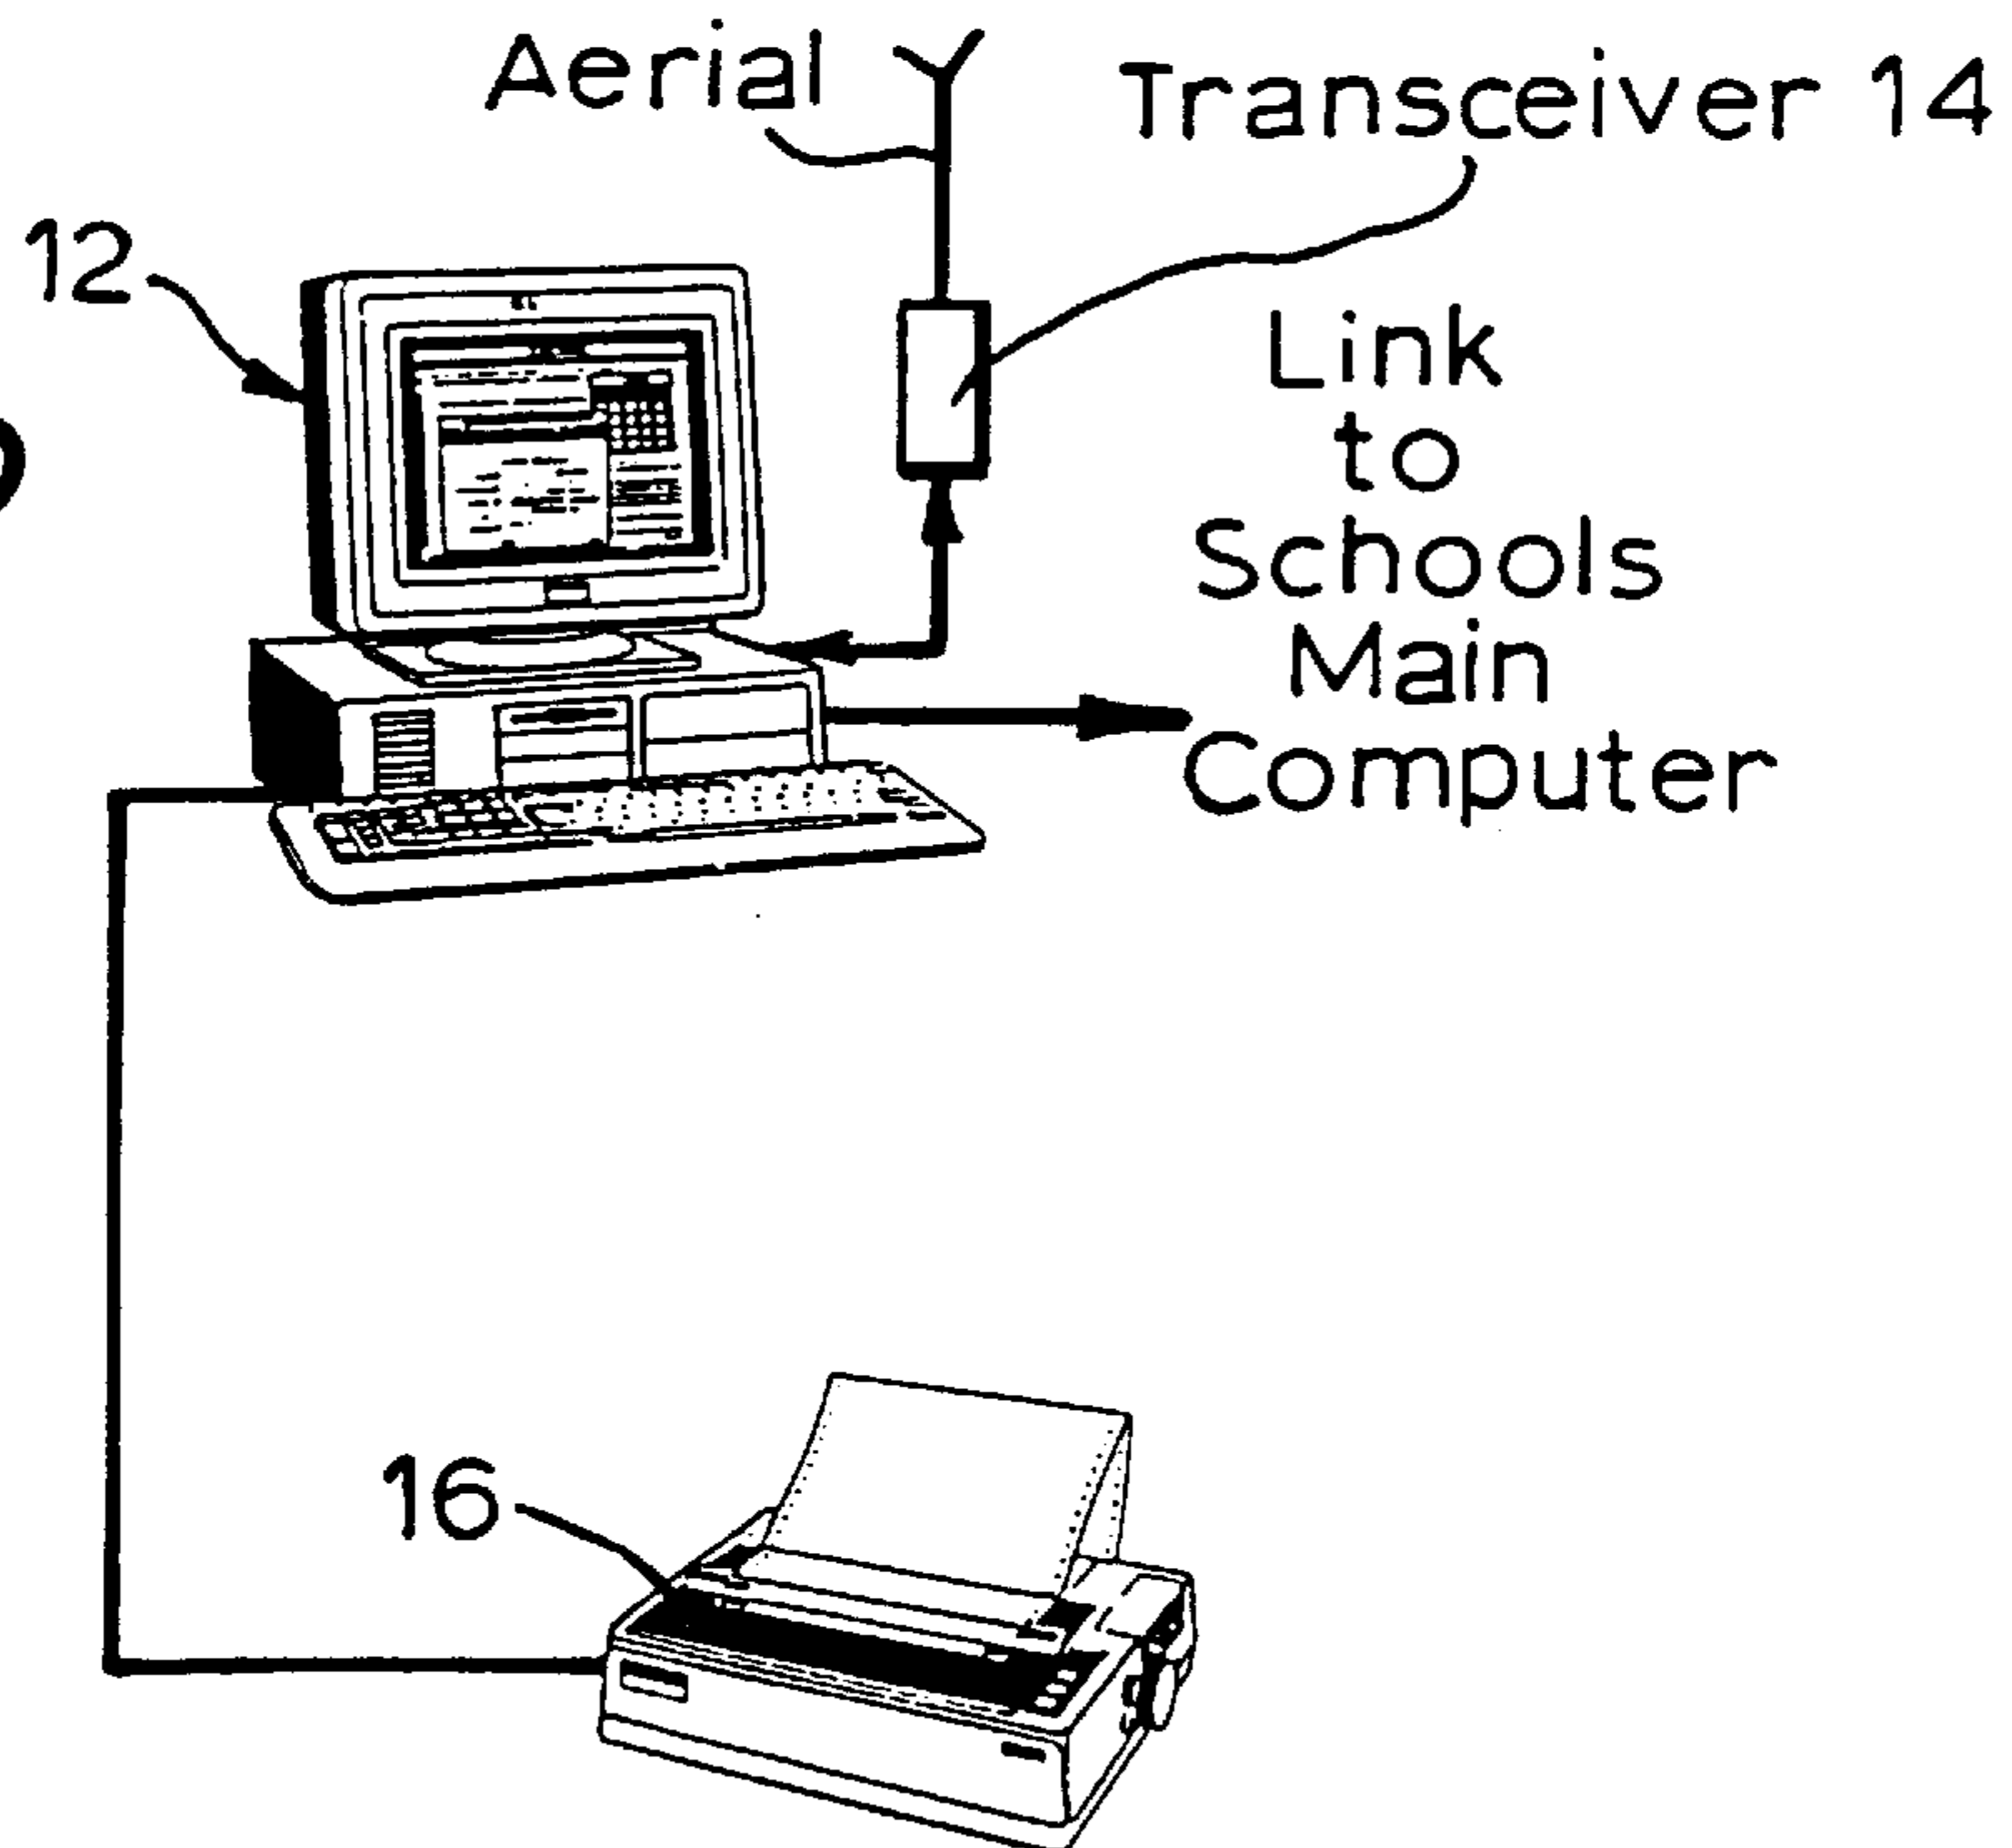 Aerial
Transceiver 14
12
Link
to
Schools
Main
Computer
16